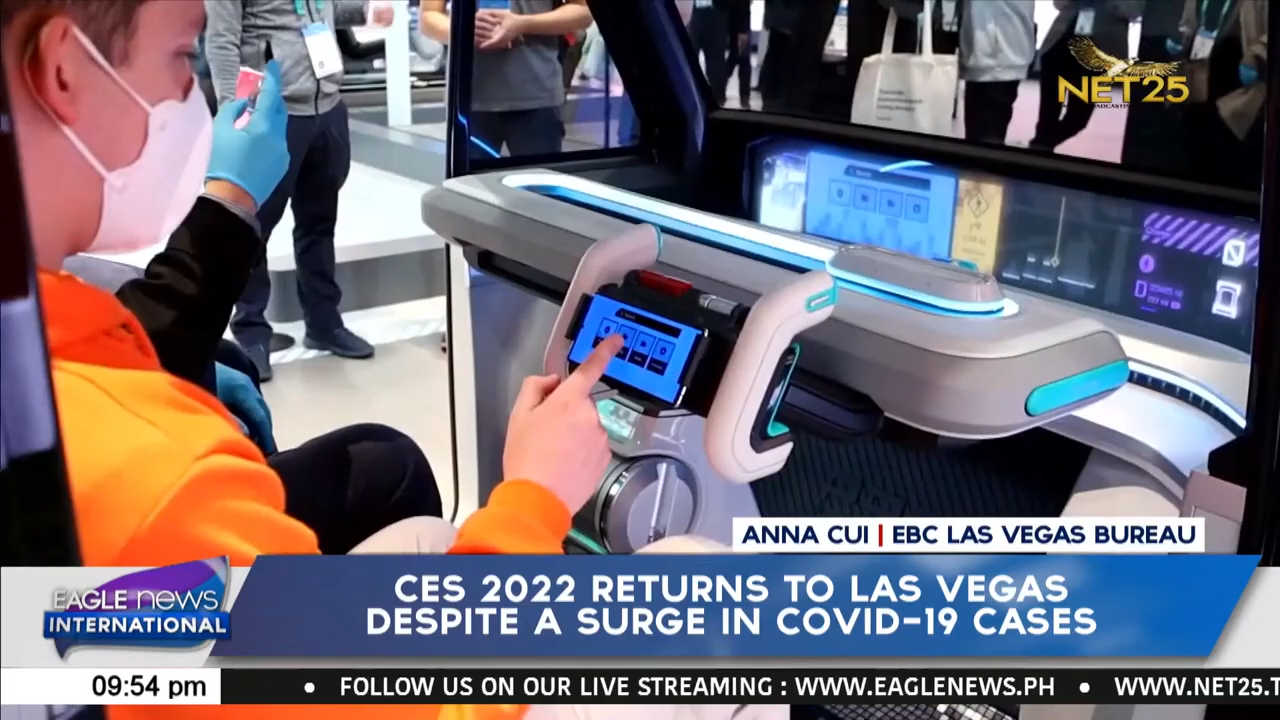 NET25
ANNA CUI | EBC LAS VEGAS BUREAU
CES 2022 RETURNS TO LAS VEGAS
DESPITE A SURGE IN COVID-19 CASES
EAGLE news
INTERNATIONAL
09:54 pm
• FOLLOW US ON OUR LIVE STREAMING : WWW.EAGLENEWS.PH • WWW.NET25.T